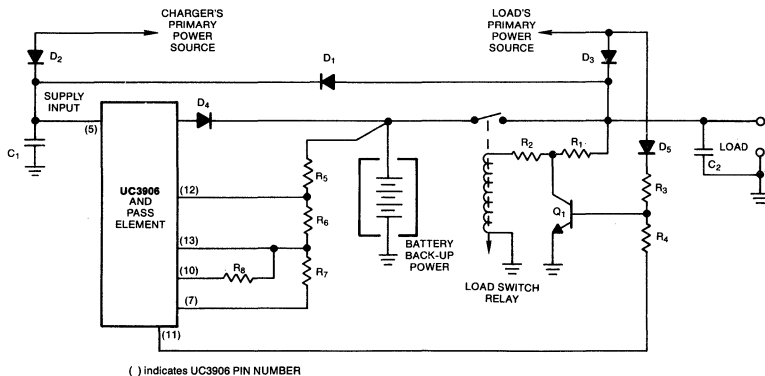 CHARGER'S
PRIMARY
POWER
SOURCE
LOAD'S
PRIMARY
POWER
SOURCE
D2
D1
D3
SUPPLY
INPUT
D4
(5)
C1
R2
R1
D5
C2
LOAD
R5
UC3906
AND
PASS
ELEMENT
(12)
R3
R6
Q1
(13)
R4
BATTERY
BACK-UP
POWER
(10)
R8
R7
LOAD SWITCH
RELAY
(7)
(11)
( ) indicates UC3906 PIN NUMBER